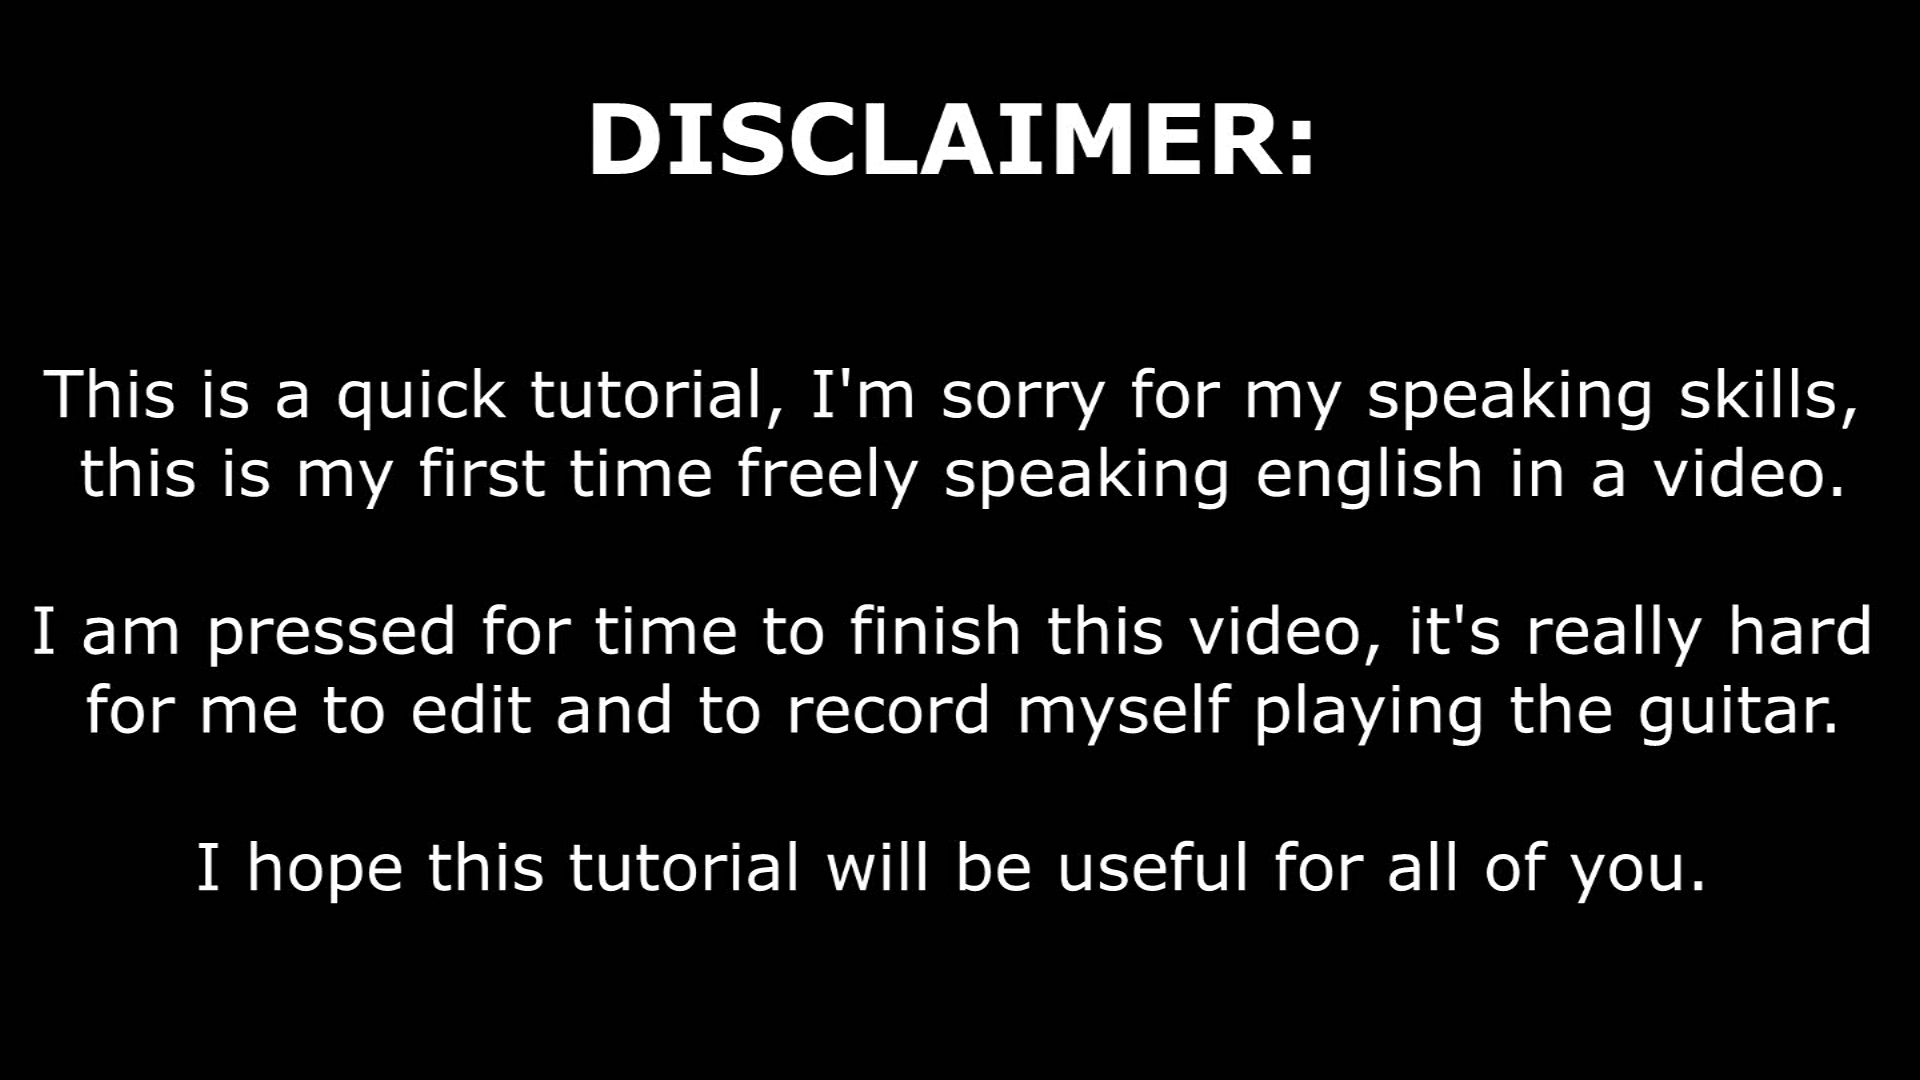 DISCLAIMER:
This is a quick tutorial, I'm sorry for my speaking skills,
this is my first time freely speaking english in a video.
I am pressed for time to finish this video, it's really hard
for me to edit and to record myself playing the guitar.
I hope this tutorial will be useful for all of you.